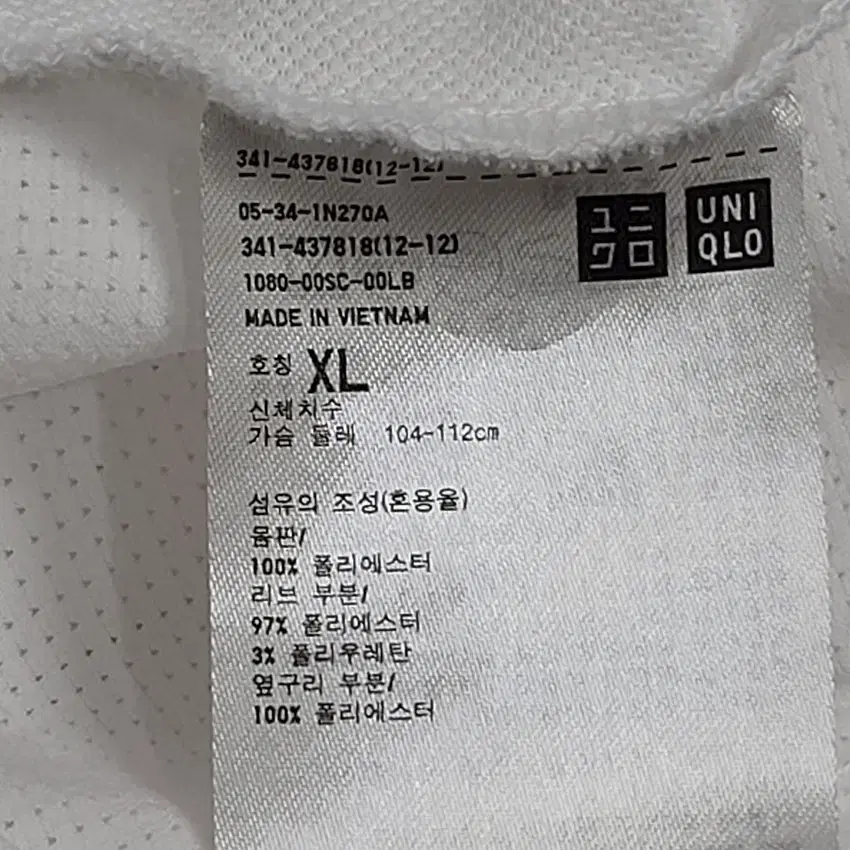 341-437818(12-12)
05-34-1N270A
341-437818(12-12)
1080-00SC-00LB
MADE IN VIETNAM
ユニ
クロ
UNI
QLO
호칭 XL
신체치수
가슴 둘레 104-112cm
섬유의 조성(혼용율)
몸판/
100% 폴리에스터
리브 부분/
97% 폴리에스터
3% 폴리우레탄
옆구리 부분/
100% 폴리에스터